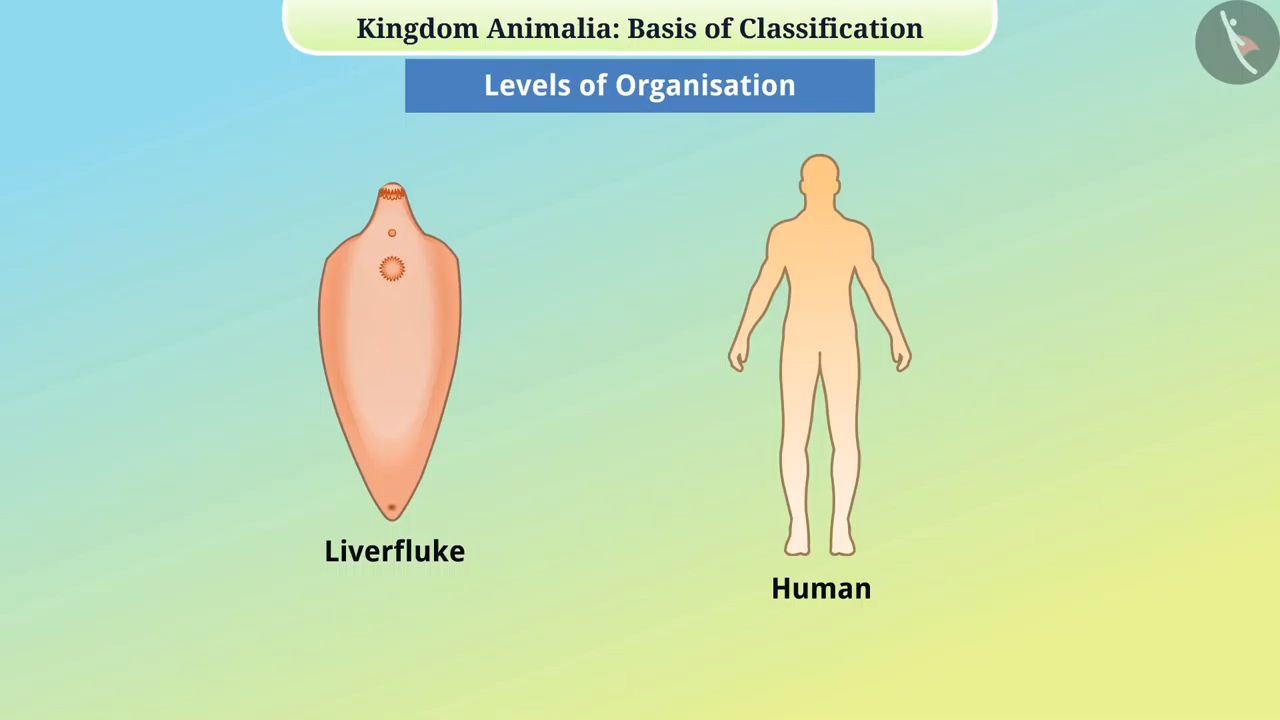 Kingdom Animalia: Basis of Classification
Levels of Organisation
Liverfluke
Human